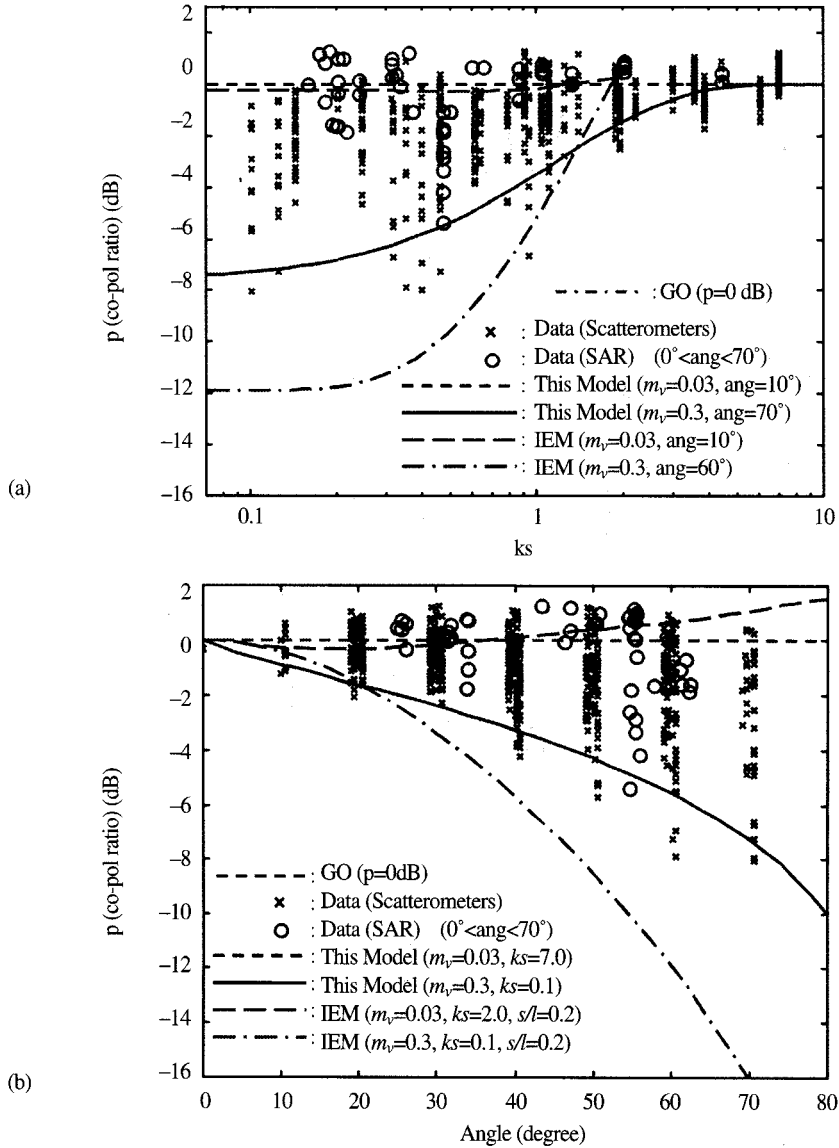 2
0
−2
−4
−6
−8
−10
−12
−14
−16
p (co-pol ratio) (dB)
: GO (p=0 dB)
: Data (Scatterometers)
: Data (SAR) (0˚<ang<70˚)
: This Model (mv=0.03, ang=10˚)
: This Model (mv=0.3, ang=70˚)
: IEM (mv=0.03, ang=10˚)
: IEM (mv=0.3, ang=60˚)
(a)
0.1 1 10
ks
2
0
−2
−4
−6
−8
−10
−12
−14
−16
p (co-pol ratio) (dB)
: GO (p=0dB)
: Data (Scatterometers)
: Data (SAR) (0˚<ang<70˚)
: This Model (mv=0.03, ks=7.0)
: This Model (mv=0.3, ks=0.1)
: IEM (mv=0.03, ks=2.0, s/l=0.2)
: IEM (mv=0.3, ks=0.1, s/l=0.2)
(b)
0 10 20 30 40 50 60 70 80
Angle (degree)